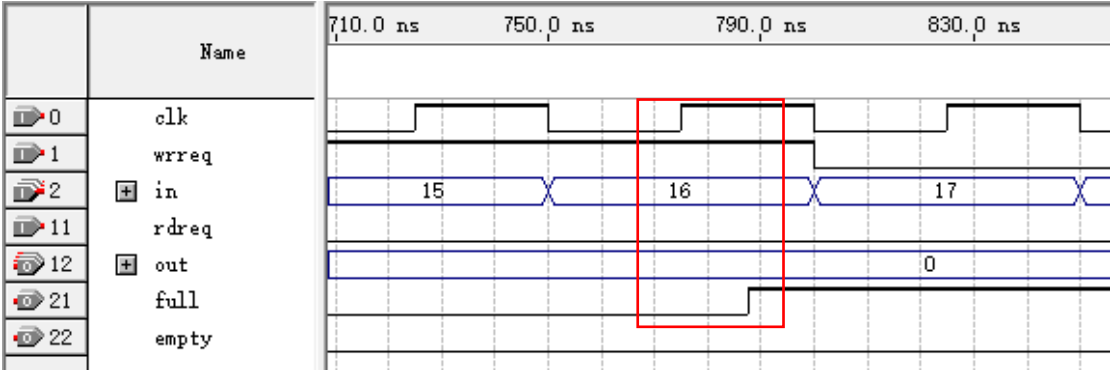 Name 710.0 ns 750.0 ns 790.0 ns 830.0 ns
0 clk
1 wrreq
2 in 15 16 17
11 rdreq
12 out 0
21 full
22 empty